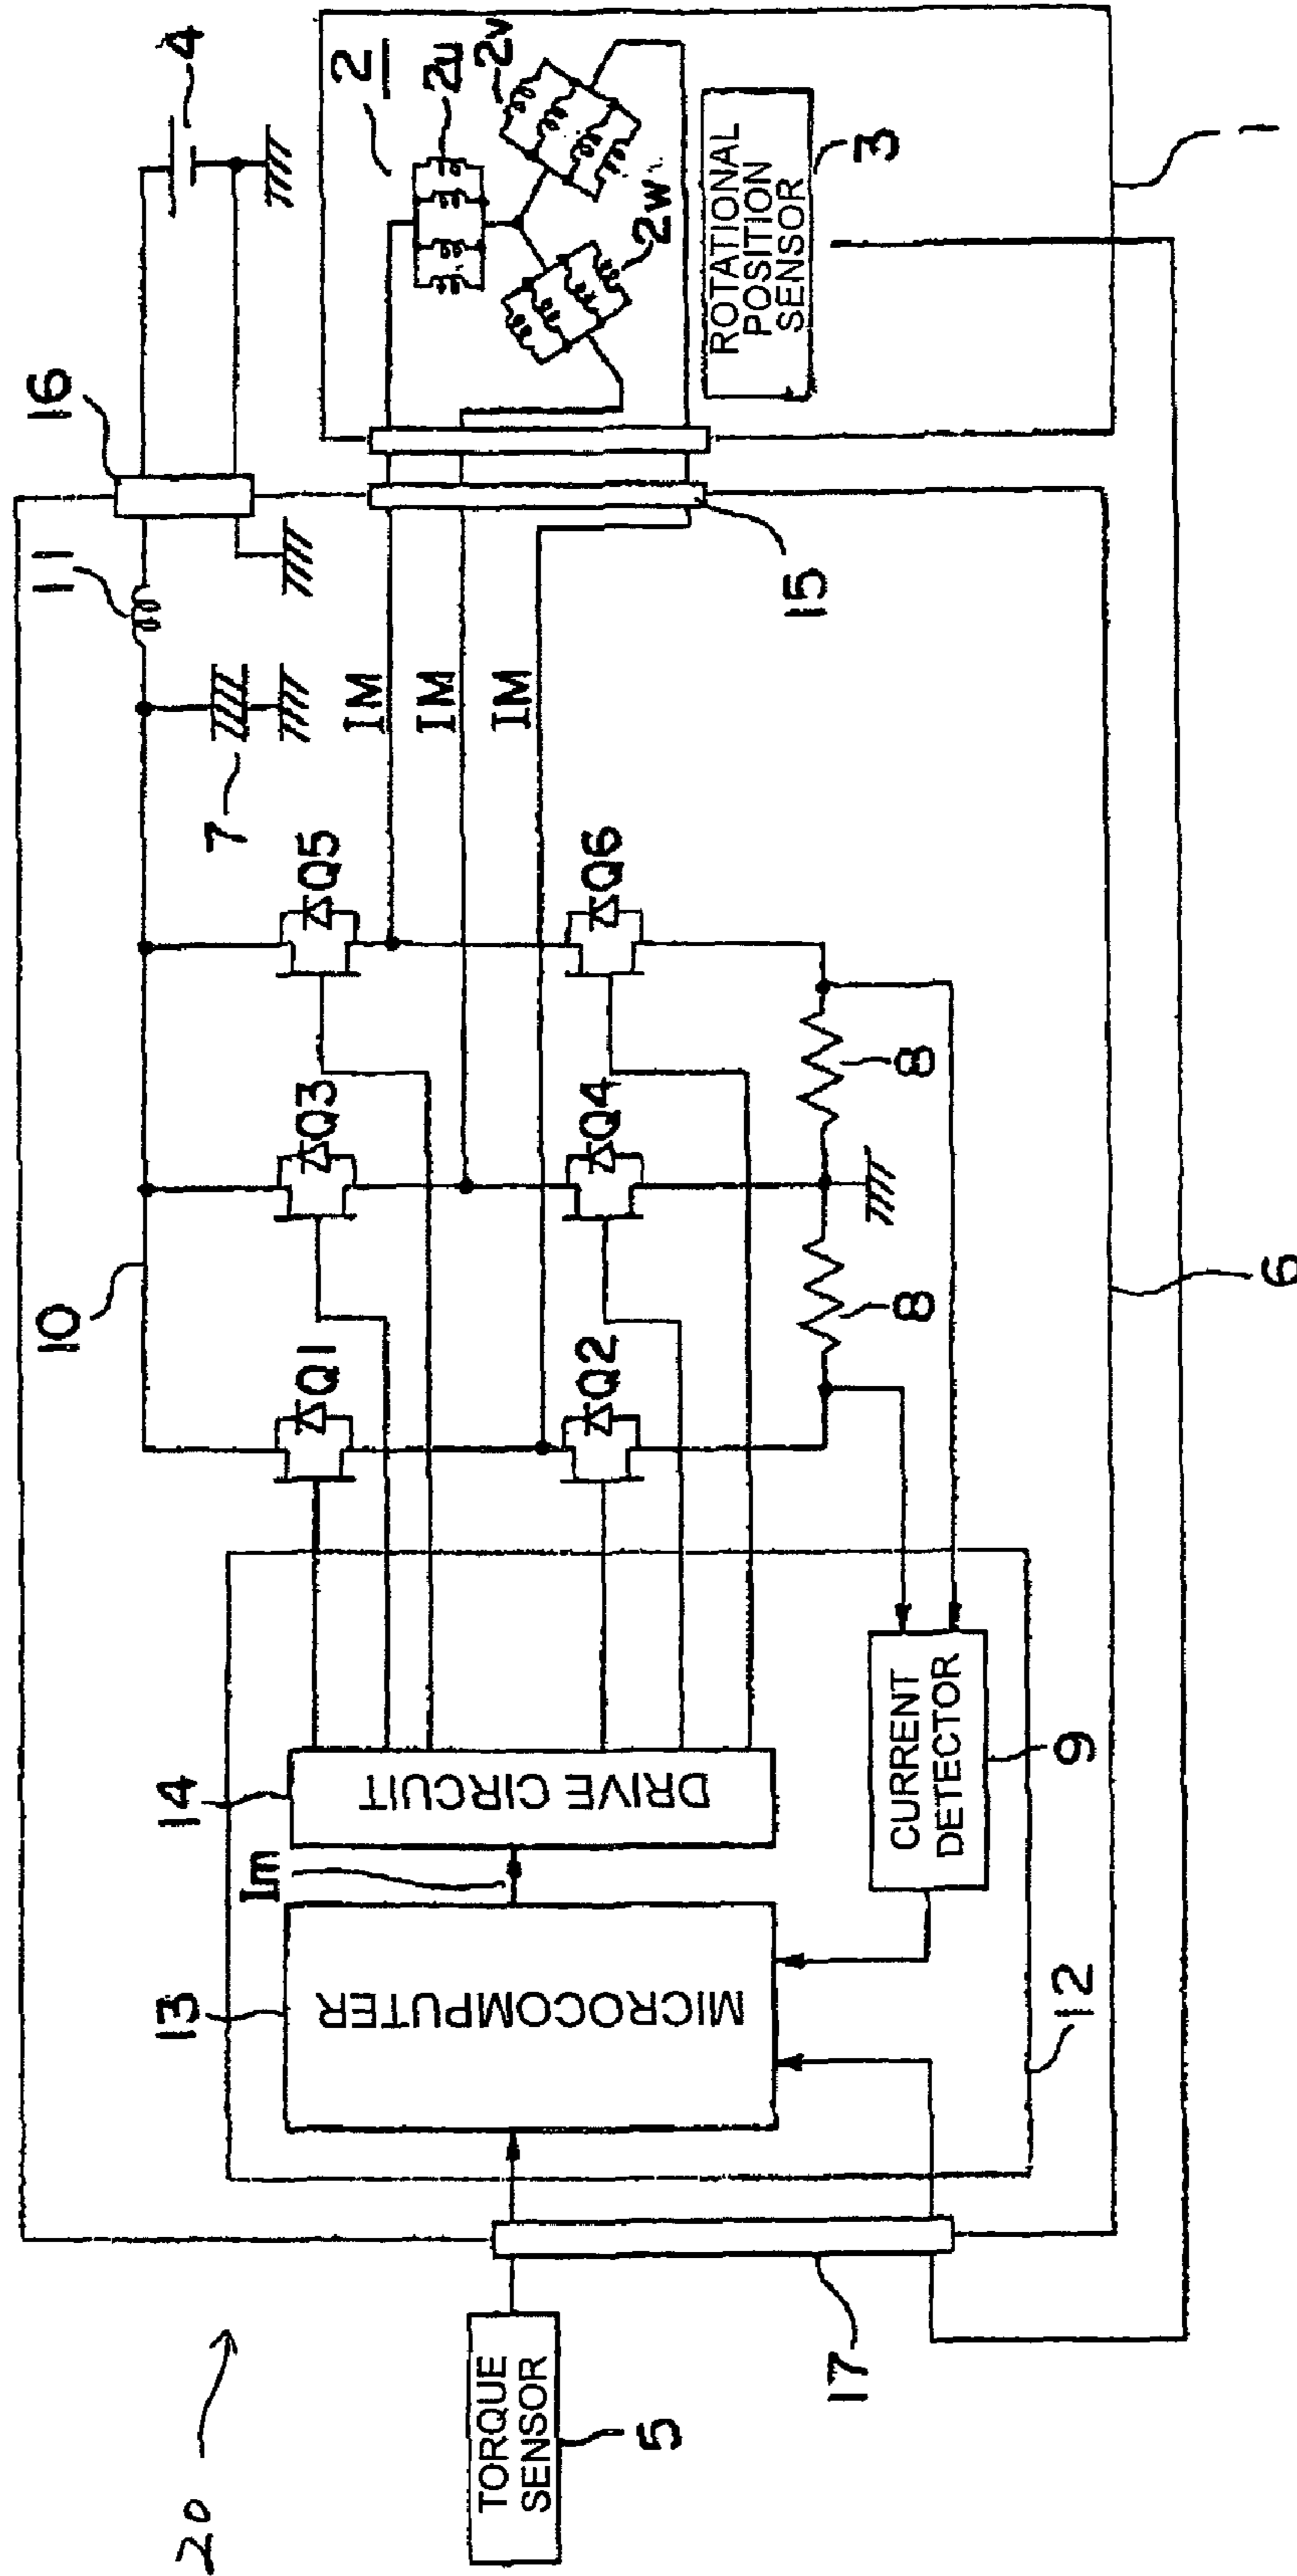 20
TORQUE
SENSOR
5
17
13
MICROCOMPUTER
Im
14
DRIVE CIRCUIT
CURRENT
DETECTOR
9
12
10
Q1
Q3
Q5
Q2
Q4
Q6
8
8
6
7
11
16
IM
IM
IM
15
4
2
2U
2V
2W
ROTATIONAL
POSITION
SENSOR
3
1